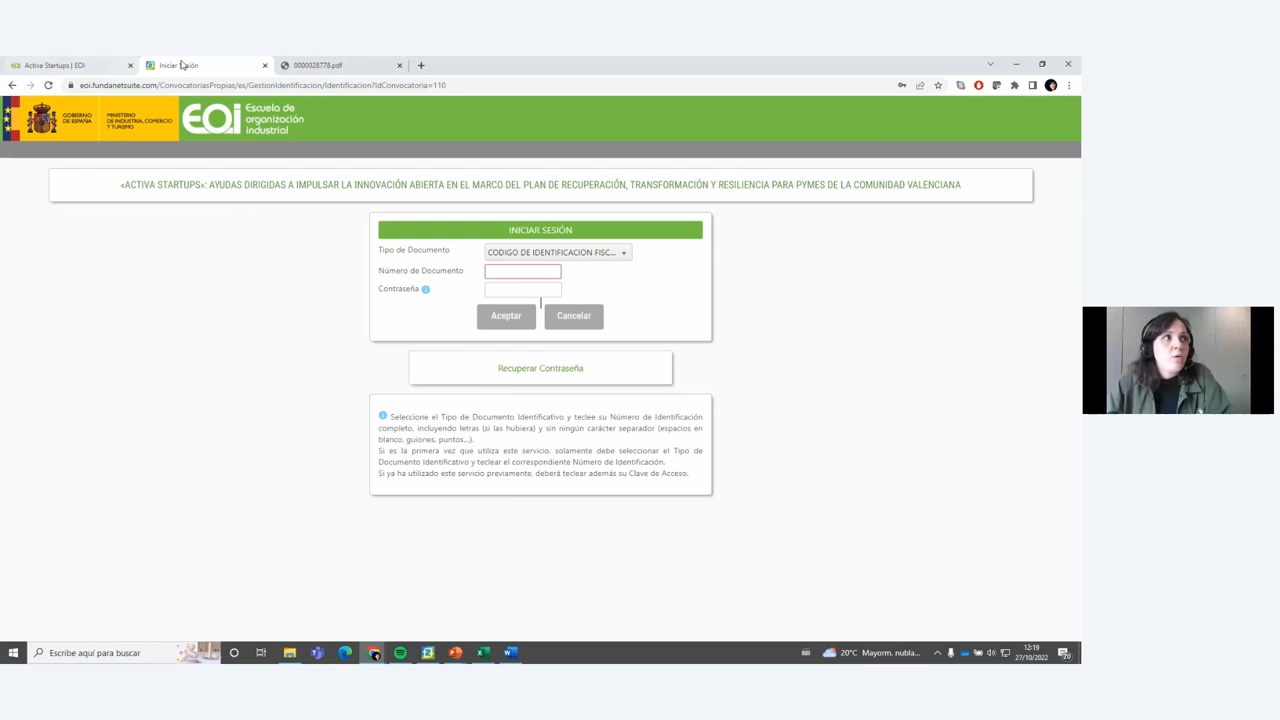 Activa Startups | EOI
Iniciar Sesión
0000028778.pdf
eoi.fundanetsuite.com/ConvocatoriasPropias/es/GestionIdentificacion/Identificacion?IdConvocatoria=110
GOBIERNO
DE ESPAÑA
MINISTERIO
DE INDUSTRIA, COMERCIO
Y TURISMO
EOI
Escuela de
organización
industrial
«ACTIVA STARTUPS»: AYUDAS DIRIGIDAS A IMPULSAR LA INNOVACIÓN ABIERTA EN EL MARCO DEL PLAN DE RECUPERACIÓN, TRANSFORMACIÓN Y RESILIENCIA PARA PYMES DE LA COMUNIDAD VALENCIANA
INICIAR SESIÓN
Tipo de Documento
CODIGO DE IDENTIFICACION FISC...
Número de Documento
Contraseña
Aceptar
Cancelar
Recuperar Contraseña
Seleccione el Tipo de Documento Identificativo y teclee su Número de Identificación
completo, incluyendo letras (si las hubiera) y sin ningún carácter separador (espacios en
blanco, guiones, puntos...).
Si es la primera vez que utiliza este servicio, solamente debe seleccionar el Tipo de
Documento Identificativo y teclear el correspondiente Número de Identificación.
Si ya ha utilizado este servicio previamente, deberá teclear además su Clave de Acceso.
Escribe aquí para buscar
20°C Mayorm. nubla...
12:19
27/10/2022
20